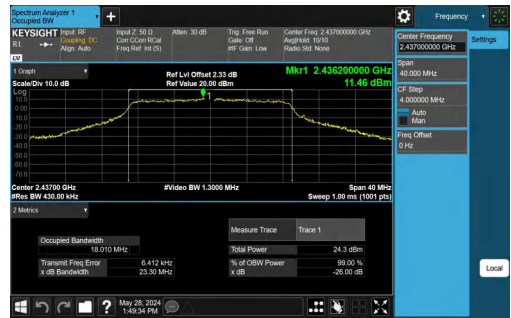 Spectrum Analyzer 1
Occupied BW
+
Frequency
KEYSIGHT
RL
Input: RF
Coupling: DC
Align: Auto
Input Z: 50 Ω
Corr CCorr RCal
Freq Ref: Int (S)
Atten: 30 dB
Trig: Free Run
Gate: Off
#IF Gain: Low
Center Freq: 2.437000000 GHz
Avg|Hold: 10/10
Radio Std: None
Center Frequency
2.437000000 GHz
Settings
Span
40.000 MHz
CF Step
4.000000 MHz
Auto
Man
Freq Offset
0 Hz
Local
1 Graph
Scale/Div 10.0 dB
Ref Lvl Offset 2.33 dB
Ref Value 20.00 dBm
Mkr1 2.436200000 GHz
11.46 dBm
Log
10.0
0.00
-10.0
-20.0
-30.0
-40.0
-50.0
-60.0
-70.0
1
Center 2.43700 GHz
#Res BW 430.00 kHz
#Video BW 1.3000 MHz
Span 40 MHz
Sweep 1.00 ms (1001 pts)
2 Metrics
Measure Trace
Trace 1
Occupied Bandwidth
18.010 MHz
Total Power
24.3 dBm
Transmit Freq Error
6.412 kHz
% of OBW Power
99.00 %
x dB Bandwidth
23.30 MHz
x dB
-26.00 dB
?
May 28, 2024
1:49:34 PM